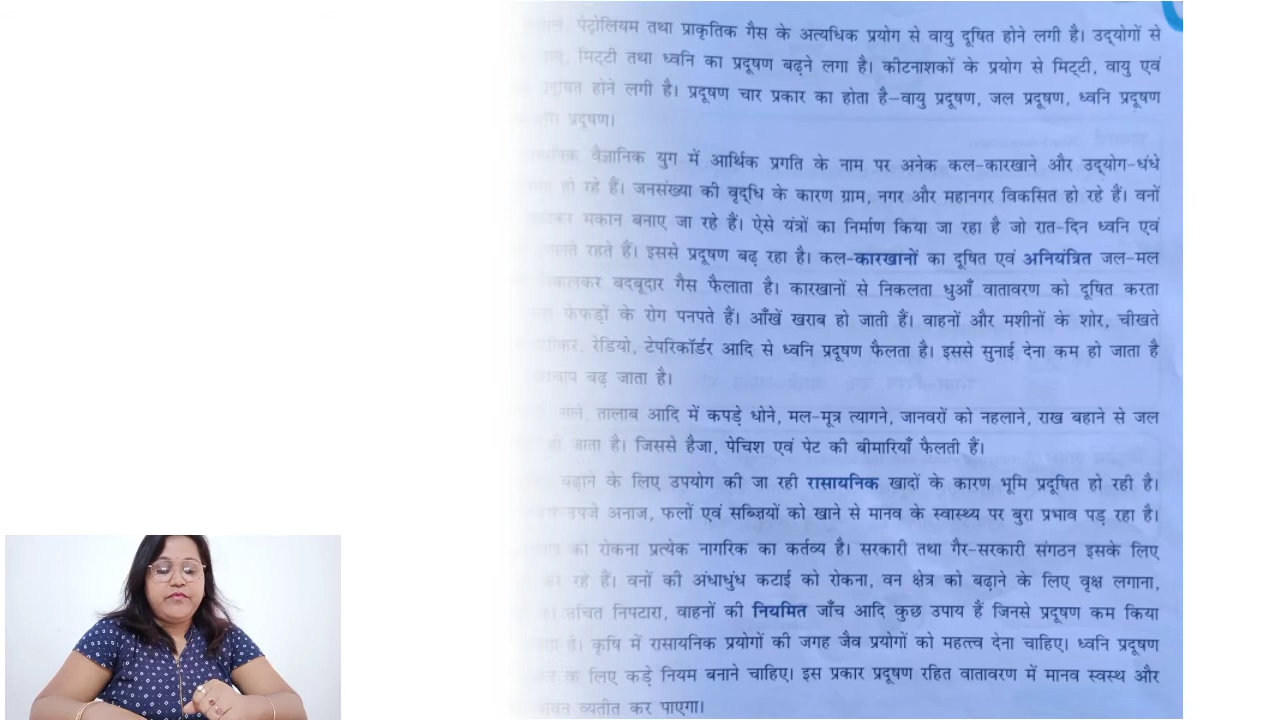 पेट्रोलियम तथा प्राकृतिक गैस के अत्यधिक प्रयोग से वायु दूषित होने लगी है। उद्योगों से
मिट्टी तथा ध्वनि का प्रदूषण बढ़ने लगा है। कीटनाशकों के प्रयोग से मिट्टी, वायु एवं
होने लगी है। प्रदूषण चार प्रकार का होता है–वायु प्रदूषण, जल प्रदूषण, ध्वनि प्रदूषण
प्रदूषण।
वैज्ञानिक युग में आर्थिक प्रगति के नाम पर अनेक कल-कारखाने और उद्योग-धंधे
हो रहे हैं। जनसंख्या की वृद्धि के कारण ग्राम, नगर और महानगर विकसित हो रहे हैं। वनों
मकान बनाए जा रहे हैं। ऐसे यंत्रों का निर्माण किया जा रहा है जो रात-दिन ध्वनि एवं
रहते हैं। इससे प्रदूषण बढ़ रहा है। कल-कारखानों का दूषित एवं अनियंत्रित जल-मल
बदबूदार गैस फैलाता है। कारखानों से निकलता धुआँ वातावरण को दूषित करता
फेफड़ों के रोग पनपते हैं। आँखें खराब हो जाती हैं। वाहनों और मशीनों के शोर, चीखते
रेडियो, टेपरिकॉर्डर आदि से ध्वनि प्रदूषण फैलता है। इससे सुनाई देना कम हो जाता है
बढ़ जाता है।
तालाब आदि में कपड़े धोने, मल-मूत्र त्यागने, जानवरों को नहलाने, राख बहाने से जल
हो जाता है। जिससे हैजा, पेचिश एवं पेट की बीमारियाँ फैलती हैं।
बढ़ाने के लिए उपयोग की जा रही रासायनिक खादों के कारण भूमि प्रदूषित हो रही है।
उपजे अनाज, फलों एवं सब्ज़ियों को खाने से मानव के स्वास्थ्य पर बुरा प्रभाव पड़ रहा है।
का रोकना प्रत्येक नागरिक का कर्तव्य है। सरकारी तथा गैर-सरकारी संगठन इसके लिए
कर रहे हैं। वनों की अंधाधुंध कटाई को रोकना, वन क्षेत्र को बढ़ाने के लिए वृक्ष लगाना,
उचित निपटारा, वाहनों की नियमित जाँच आदि कुछ उपाय हैं जिनसे प्रदूषण कम किया
है। कृषि में रासायनिक प्रयोगों की जगह जैव प्रयोगों को महत्त्व देना चाहिए। ध्वनि प्रदूषण
के लिए कड़े नियम बनाने चाहिए। इस प्रकार प्रदूषण रहित वातावरण में मानव स्वस्थ और
व्यतीत कर पाएगा।